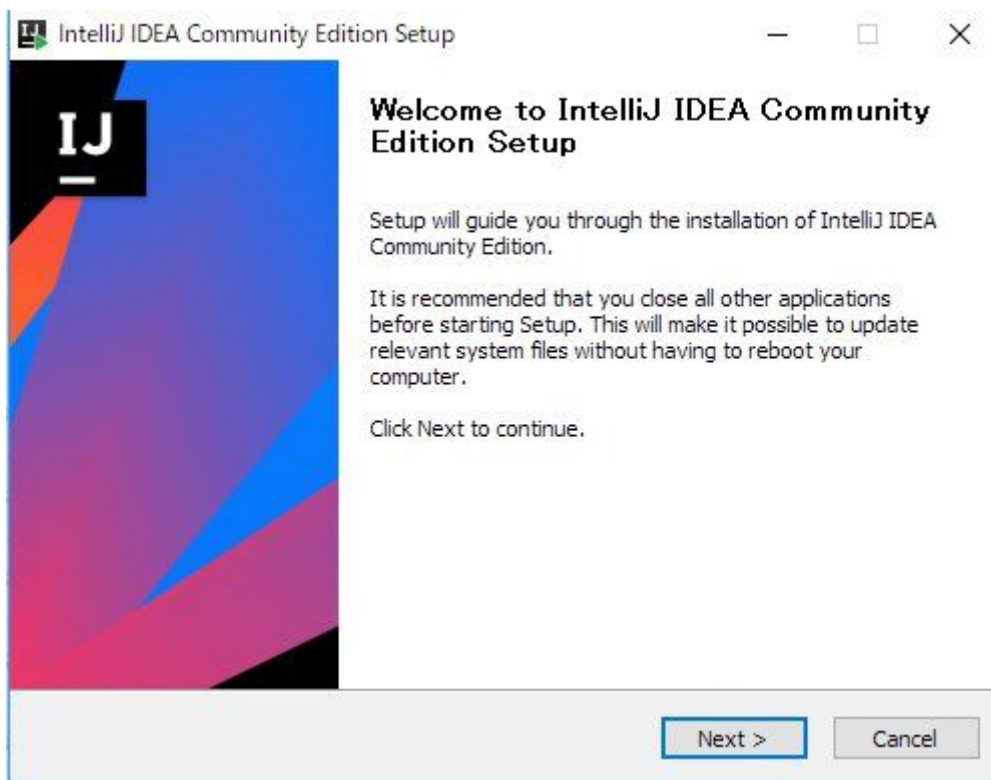 IntelliJ IDEA Community Edition Setup
IJ
Welcome to IntelliJ IDEA Community
Edition Setup
Setup will guide you through the installation of IntelliJ IDEA
Community Edition.
It is recommended that you close all other applications
before starting Setup. This will make it possible to update
relevant system files without having to reboot your
computer.
Click Next to continue.
Next >
Cancel